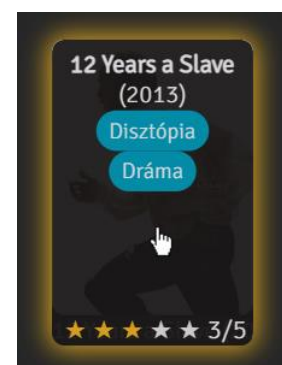 12 Years a Slave
(2013)
Disztópia
Dráma
★ ★ ★ ★ ★ 3/5